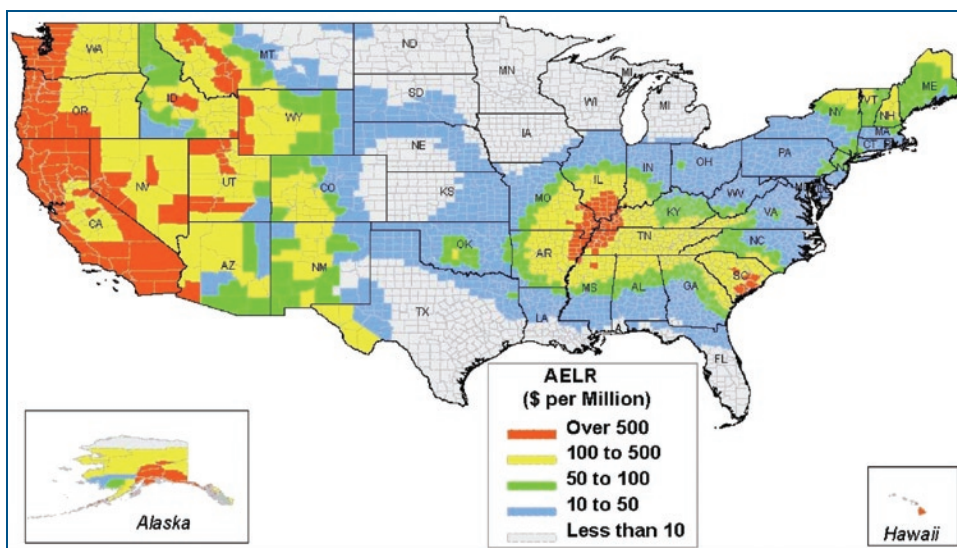 WA
MT
ND
MN
MI
ME
VT
NH
NY
MA
CT
OR
ID
WY
SD
WI
MI
IA
NE
PA
NV
UT
CO
KS
MO
IL
IN
OH
WV
VA
KY
CA
AZ
NM
OK
AR
TN
NC
SC
TX
LA
MS
AL
GA
FL
AELR
($ per Million)
Over 500
100 to 500
50 to 100
10 to 50
Less than 10
Alaska
Hawaii